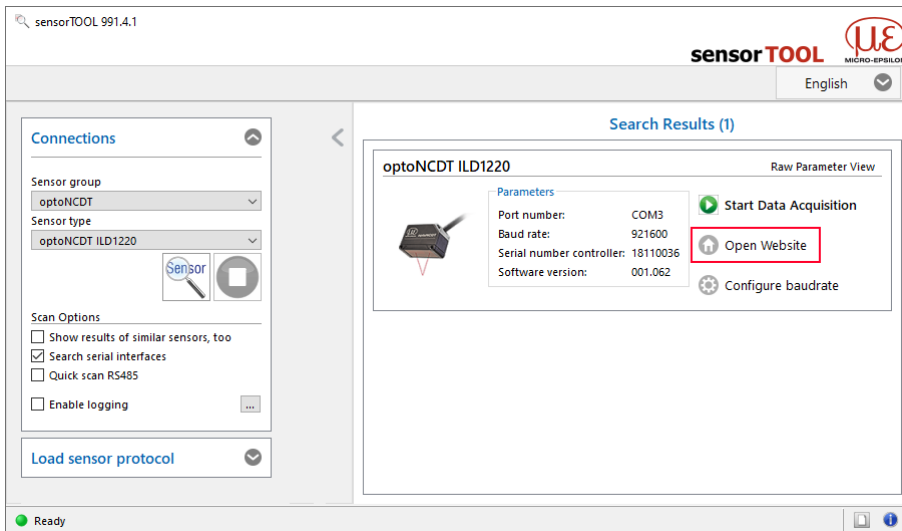 sensorTOOL 991.4.1
sensorTOOL
MICRO-EPSILON
English
Connections
Sensor group
optoNCDT
Sensor type
optoNCDT ILD1220
Sensor
Scan Options
Show results of similar sensors, too
Search serial interfaces
Quick scan RS485
Enable logging
...
Load sensor protocol
Search Results (1)
optoNCDT ILD1220
Raw Parameter View
Parameters
Port number: COM3
Baud rate: 921600
Serial number controller: 18110036
Software version: 001.062
Start Data Acquisition
Open Website
Configure baudrate
Ready